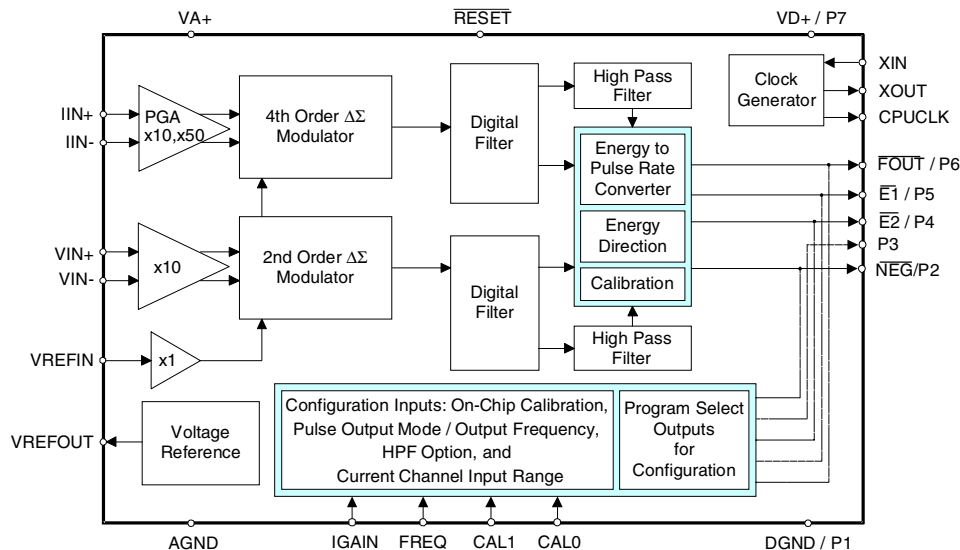 VA+
RESET
VD+ / P7
XIN
XOUT
CPUCLK
Clock
Generator
IIN+
IIN-
PGA
x10,x50
4th Order ΔΣ
Modulator
Digital
Filter
High Pass
Filter
Energy to
Pulse Rate
Converter
Energy
Direction
Calibration
FOUT / P6
E1 / P5
E2 / P4
P3
NEG/P2
VIN+
VIN-
x10
2nd Order ΔΣ
Modulator
Digital
Filter
High Pass
Filter
VREFIN
x1
VREFOUT
Voltage
Reference
Configuration Inputs: On-Chip Calibration,
Pulse Output Mode / Output Frequency,
HPF Option, and
Current Channel Input Range
Program Select
Outputs
for
Configuration
AGND
IGAIN
FREQ
CAL1
CAL0
DGND / P1